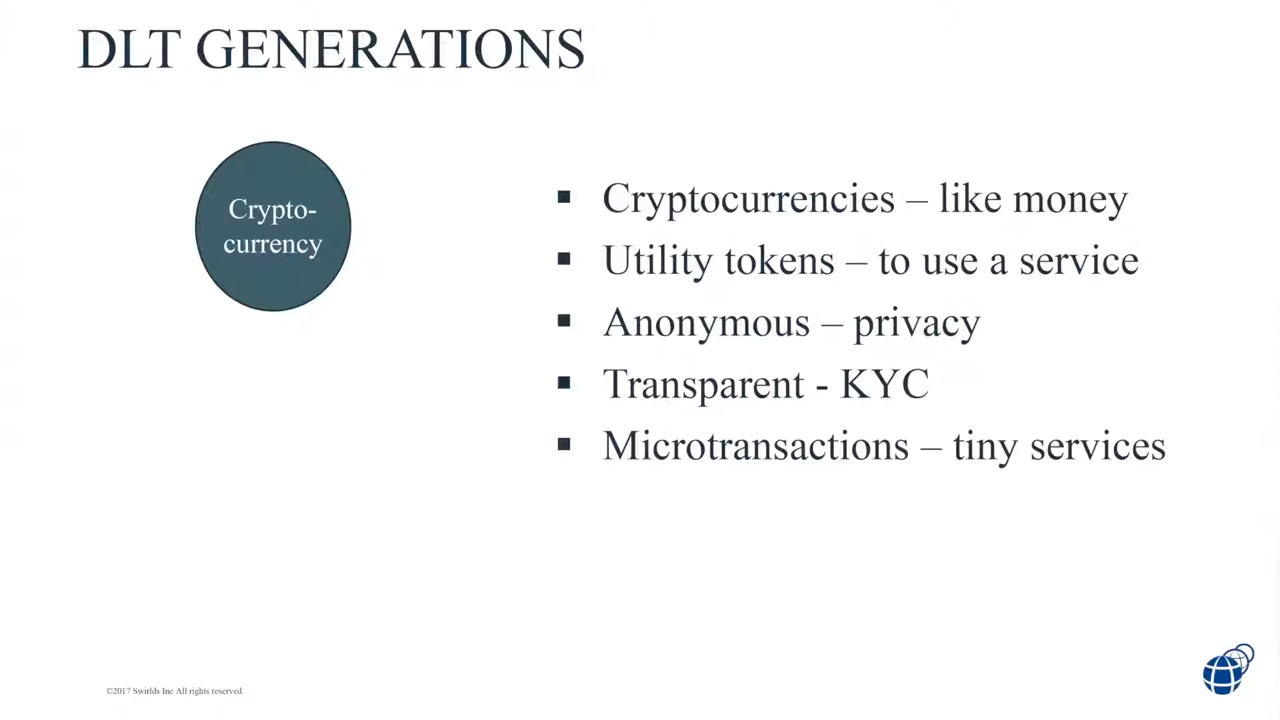 DLT GENERATIONS
Crypto-
currency
▪ Cryptocurrencies – like money
▪ Utility tokens – to use a service
▪ Anonymous – privacy
▪ Transparent - KYC
▪ Microtransactions – tiny services
©2017 Swirlds Inc All rights reserved.